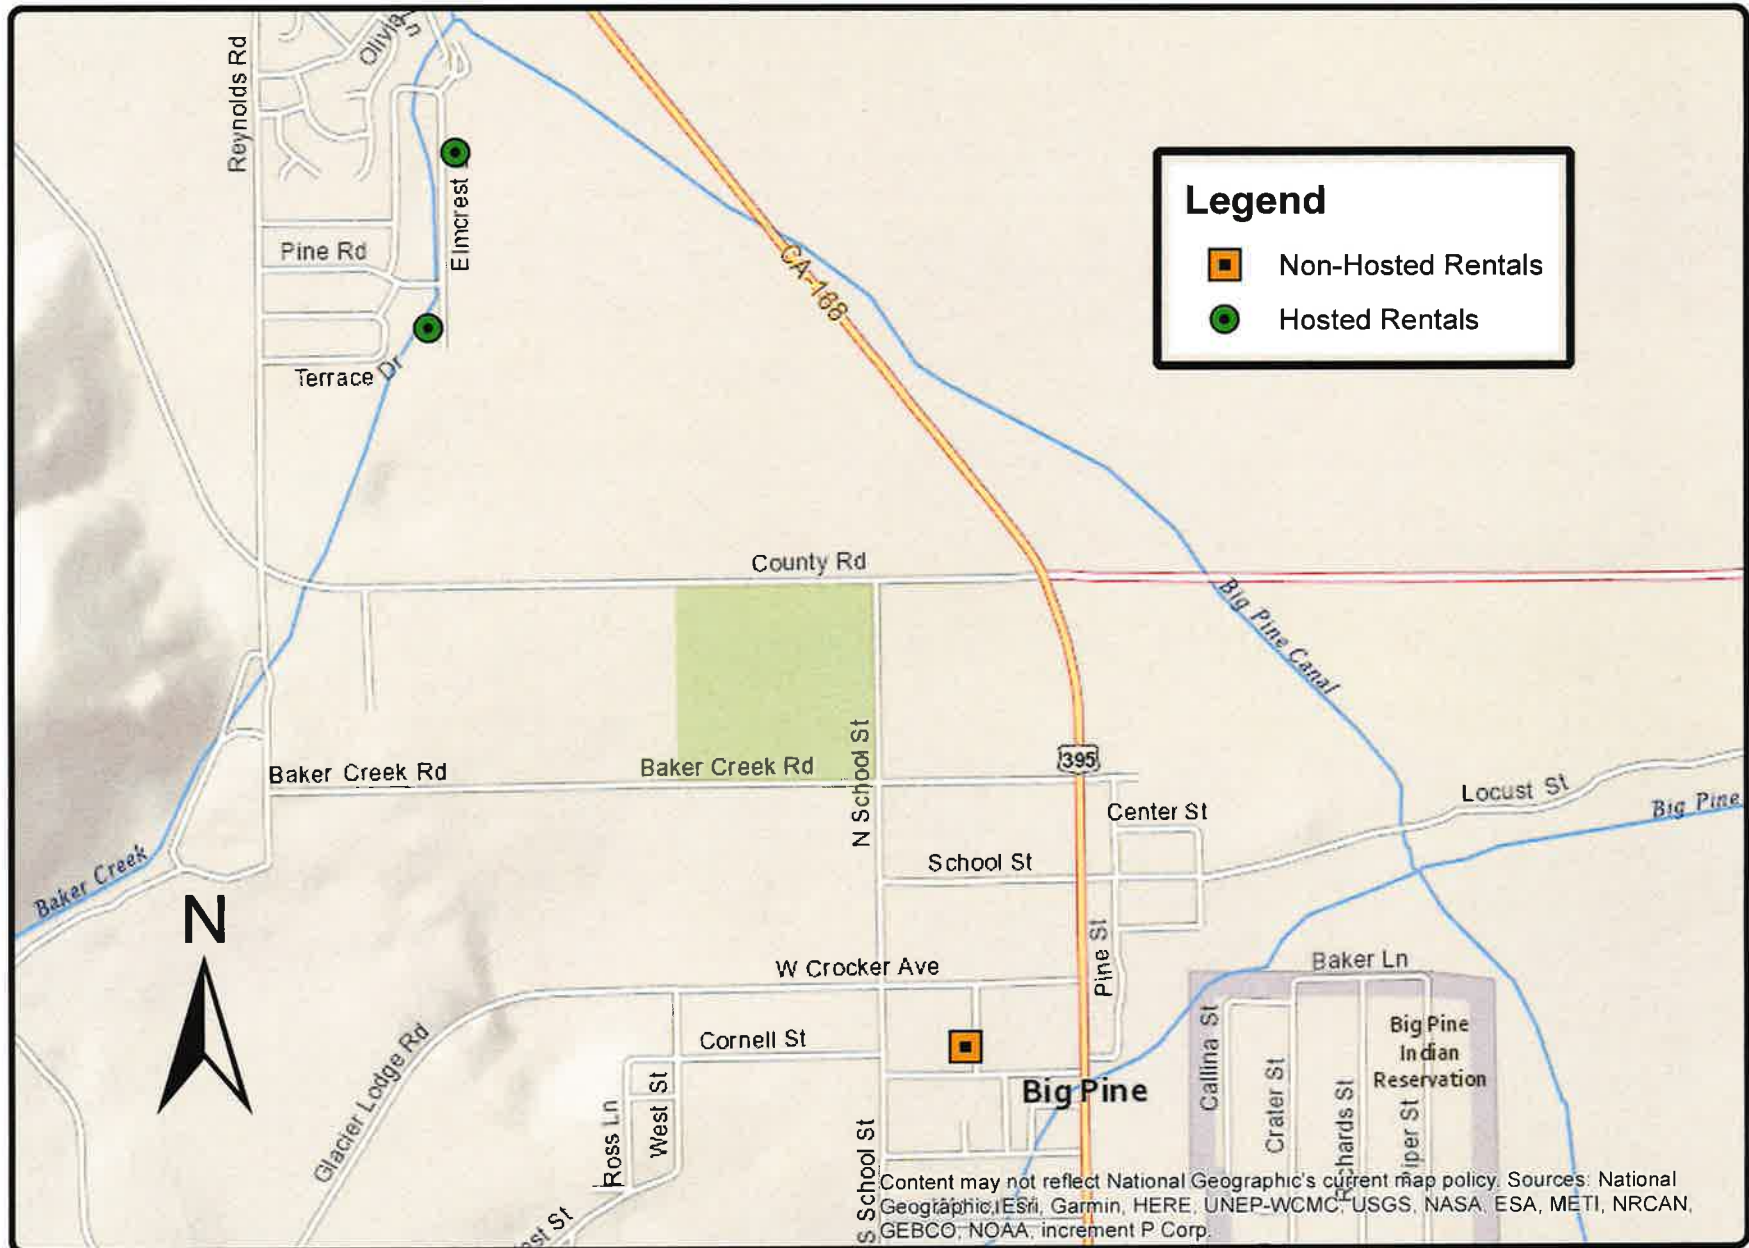 Olivia Ln
Reynolds Rd
Elmcrest
Pine Rd
Terrace Dr
CA-168
Legend
Non-Hosted Rentals
Hosted Rentals
County Rd
Big Pine Canal
395
N School St
Baker Creek Rd
Baker Creek Rd
Center St
Locust St
Big Pine
School St
Baker Creek
N
Pine St
W Crocker Ave
Baker Ln
Glacier Lodge Rd
Cornell St
Big Pine
Callina St
Crater St
Big Pine
Indian
Reservation
Ross Ln
West St
S School St
Content may not reflect National Geographic's current map policy. Sources: National
Geographic, Esri, Garmin, HERE, UNEP-WCMC, USGS, NASA, ESA, METI, NRCAN,
GEBCO, NOAA, increment P Corp.